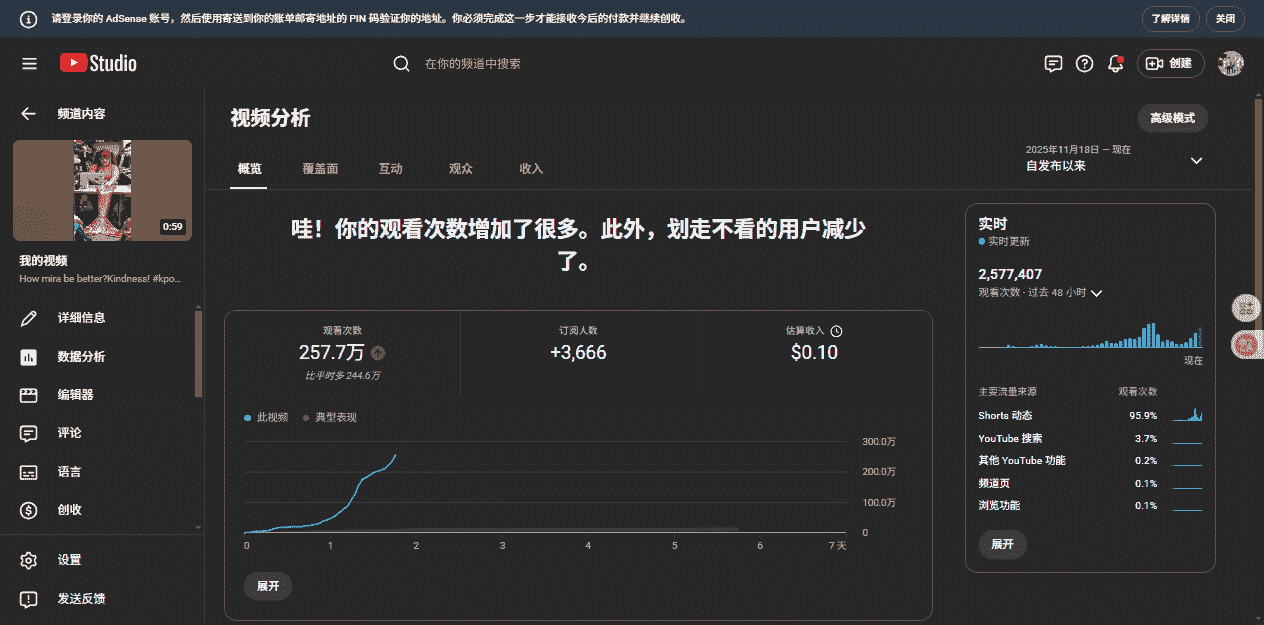 请登录你的 AdSense 账号，然后使用寄送到你的账单邮寄地址的 PIN 码验证你的地址。你必须完成这一步才能接收今后的付款并继续创收。
了解详情
关闭
Studio
在你的频道中搜索
创建
频道内容
0:59
我的视频
How mira be better?Kindness! #kpo...
详细信息
数据分析
编辑器
评论
语言
创收
设置
发送反馈
视频分析
高级模式
概览
覆盖面
互动
观众
收入
2025年11月18日 – 现在
自发布以来
哇！你的观看次数增加了很多。此外，划走不看的用户减少
了。
观看次数
257.7万
比平时多 244.6万
订阅人数
+3,666
估算收入
$0.10
此视频
典型表现
300.0万
200.0万
100.0万
0
0
1
2
3
4
5
6
7 天
展开
实时
实时更新
2,577,407
观看次数 · 过去 48 小时
现在
主要流量来源
观看次数
Shorts 动态
95.9%
YouTube 搜索
3.7%
其他 YouTube 功能
0.2%
频道页
0.1%
浏览功能
0.1%
展开